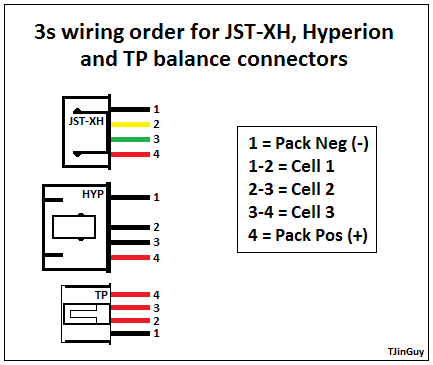 3s wiring order for JST-XH, Hyperion
and TP balance connectors
JST-XH
1
2
3
4
HYP
1
2
3
4
TP
4
3
2
1
1 = Pack Neg (-)
1-2 = Cell 1
2-3 = Cell 2
3-4 = Cell 3
4 = Pack Pos (+)
TJinGuy